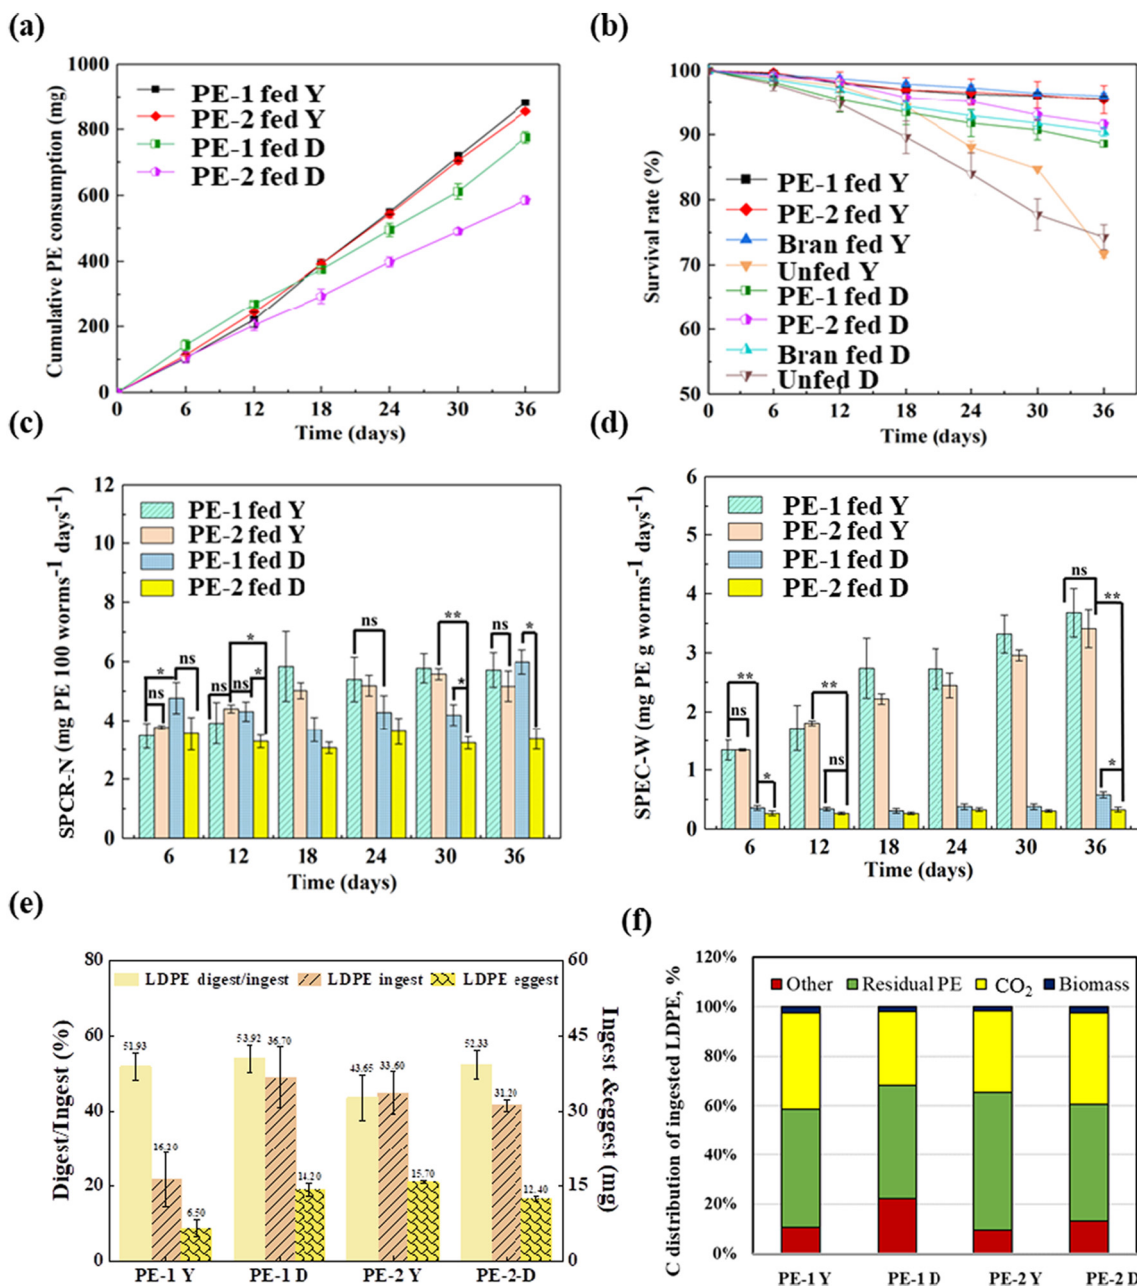 (a)
1000
800
600
400
200
0
Cumulative PE consumption (mg)
PE-1 fed Y
PE-2 fed Y
PE-1 fed D
PE-2 fed D
0 6 12 18 24 30 36
Time (days)
(b)
100
90
80
70
60
50
Survival rate (%)
PE-1 fed Y
PE-2 fed Y
Bran fed Y
Unfed Y
PE-1 fed D
PE-2 fed D
Bran fed D
Unfed D
0 6 12 18 24 30 36
Time (days)
(c)
12
10
8
6
4
2
0
SPCR-N (mg PE 100 worms⁻¹ days⁻¹)
PE-1 fed Y
PE-2 fed Y
PE-1 fed D
PE-2 fed D
* ns ns
ns * ns *
ns
** *
ns *
6 12 18 24 30 36
Time (days)
(d)
6
5
4
3
2
1
0
SPEC-W (mg PE g worms⁻¹ days⁻¹)
PE-1 fed Y
PE-2 fed Y
PE-1 fed D
PE-2 fed D
** ns *
** ns
ns ** *
6 12 18 24 30 36
Time (days)
(e)
80
60
40
20
0
Digest/Ingest (%)
LDPE digest/ingest LDPE ingest LDPE eggest
51.93 16.20 6.50
53.92 36.70 14.20
43.65 33.60 15.70
52.33 31.20 12.40
60
45
30
15
0
Ingest &eggest (mg)
PE-1 Y PE-1 D PE-2 Y PE-2-D
(f)
120%
100%
80%
60%
40%
20%
0%
C distribution of ingested LDPE, %
Other Residual PE CO₂ Biomass
PE-1 Y PE-1 D PE-2 Y PE-2 D